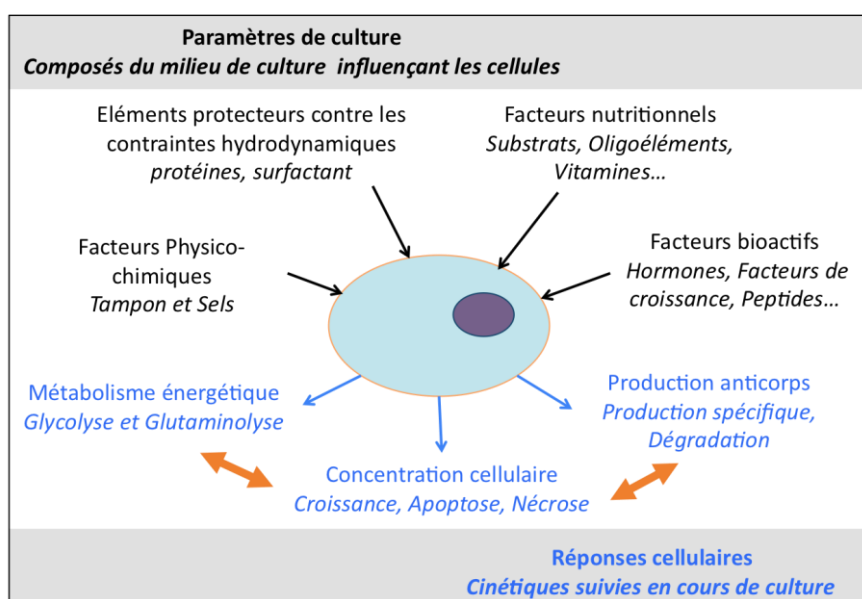 Paramètres de culture
Composés du milieu de culture influençant les cellules
Eléments protecteurs contre les
contraintes hydrodynamiques
protéines, surfactant
Facteurs nutritionnels
Substrats, Oligoéléments,
Vitamines...
Facteurs Physico-
chimiques
Tampon et Sels
Facteurs bioactifs
Hormones, Facteurs de
croissance, Peptides...
Métabolisme énergétique
Glycolyse et Glutaminolyse
Production anticorps
Production spécifique,
Dégradation
Concentration cellulaire
Croissance, Apoptose, Nécrose
Réponses cellulaires
Cinétiques suivies en cours de culture